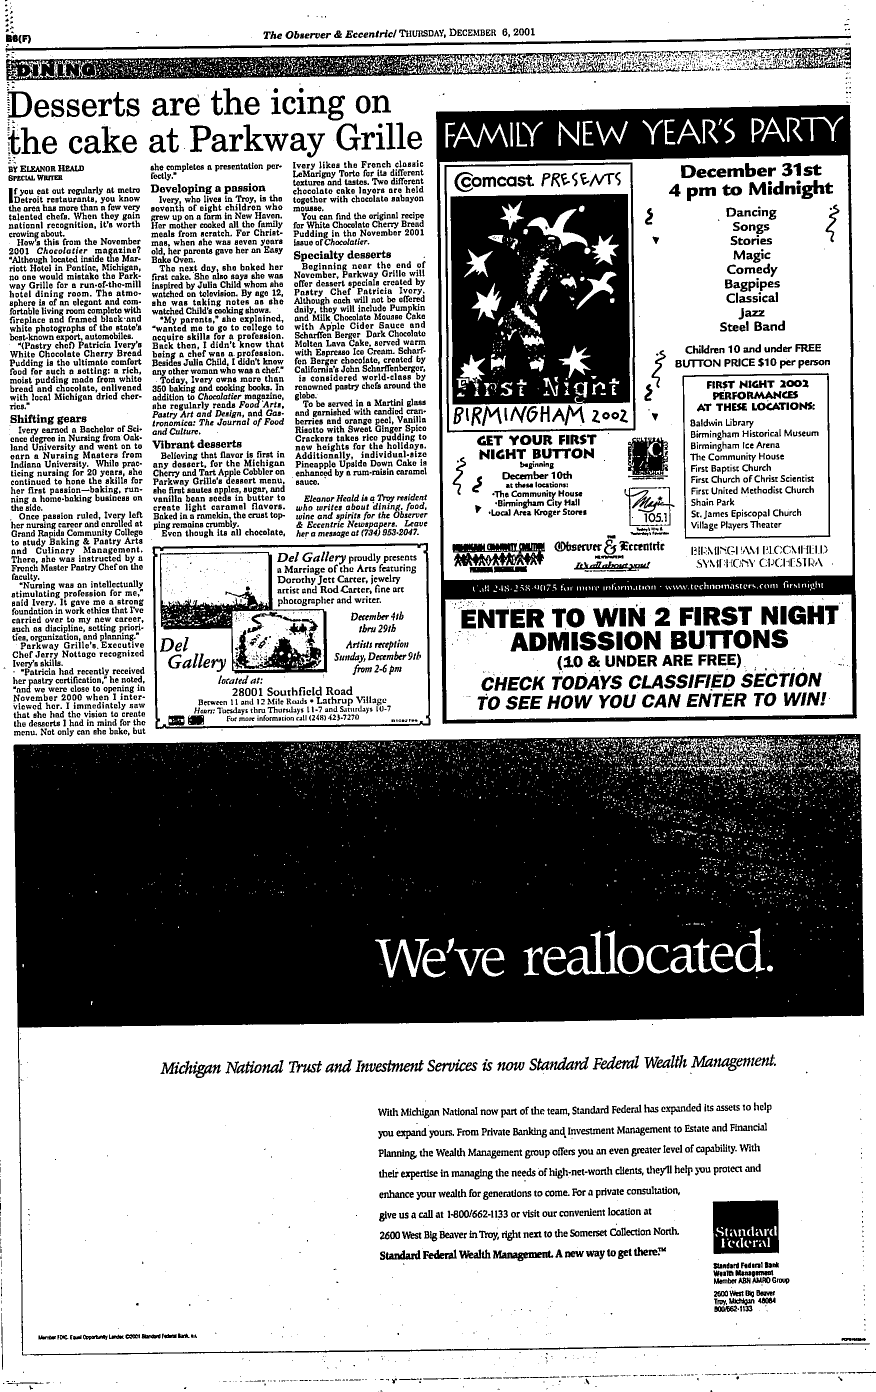 B6(F)
The Observer & Eccentric/ THURSDAY, DECEMBER 6, 2001
DINING
Desserts are the icing on
the cake at Parkway Grille
BY ELEANOR HEALD
SPECIAL WRITER
If you eat out regularly at metro
Detroit restaurants, you know
the area has more than a few very
talented chefs. When they gain
national recognition, it's worth
crowing about.
How's this from the November
2001 Chocolatier magazine?
"Although located inside the Mar-
riott Hotel in Pontiac, Michigan,
no one would mistake the Park-
way Grille for a run-of-the-mill
hotel dining room. The atmo-
sphere is of an elegant and com-
fortable living room complete with
fireplace and framed black and
white photographs of the state's
best-known export, automobiles.
"(Pastry chef) Patricia Ivery's
White Chocolate Cherry Bread
Pudding is the ultimate comfort
food for such a setting: a rich,
moist pudding made from white
bread and chocolate, enlivened
with local Michigan dried cher-
ries."
Shifting gears
Ivery earned a Bachelor of Sci-
ence degree in Nursing from Oak-
land University and went on to
earn a Nursing Masters from
Indiana University. While prac-
ticing nursing for 20 years, she
continued to hone the skills for
her first passion—baking, run-
ning a home-baking business on
the side.
Once passion ruled, Ivery left
her nursing career and enrolled at
Grand Rapids Community College
to study Baking & Pastry Arts
and Culinary Management.
There, she was instructed by a
French Master Pastry Chef on the
faculty.
"Nursing was an intellectually
stimulating profession for me,"
said Ivery. It gave me a strong
foundation in work ethics that I've
carried over to my new career,
such as discipline, setting priori-
ties, organization, and planning."
Parkway Grille's Executive
Chef Jerry Nottage recognized
Ivery's skills.
"Patricia had recently received
her pastry certification," he noted,
"and we were close to opening in
November 2000 when I inter-
viewed her. I immediately saw
that she had the vision to create
the desserts I had in mind for the
menu. Not only can she bake, but
she completes a presentation per-
fectly."
Developing a passion
Ivery, who lives in Troy, is the
seventh of eight children who
grew up on a farm in New Haven.
Her mother cooked all the family
meals from scratch. For Christ-
mas, when she was seven years
old, her parents gave her an Easy
Bake Oven.
The next day, she baked her
first cake. She also says she was
inspired by Julia Child whom she
watched on television. By age 12,
she was taking notes as she
watched Child's cooking shows.
"My parents," she explained,
"wanted me to go to college to
acquire skills for a profession.
Back then, I didn't know that
being a chef was a profession.
Besides Julia Child, I didn't know
any other woman who was a chef."
Today, Ivery owns more than
350 baking and cooking books. In
addition to Chocolatier magazine,
she regularly reads Food Arts,
Pastry Art and Design, and Gas-
tronomica: The Journal of Food
and Culture.
Vibrant desserts
Believing that flavor is first in
any dessert, for the Michigan
Cherry and Tart Apple Cobbler on
Parkway Grille's dessert menu,
she first sautes apples, sugar, and
vanilla bean seeds in butter to
create light caramel flavors.
Baked in a ramekin, the crust top-
ping remains crumbly.
Even though its all chocolate,
Ivery likes the French classic
LeMarigny Torto for its different
textures and tastes. Two different
chocolate cake layers are held
together with chocolate sabayon
mousse.
You can find the original recipe
for White Chocolate Cherry Bread
Pudding in the November 2001
issue of Chocolatier.
Specialty desserts
Beginning near the end of
November, Parkway Grille will
offer dessert specials created by
Pastry Chef Patricia Ivory.
Although each will not be offered
daily, they will include Pumpkin
and Milk Chocolate Mousse Cake
with Apple Cider Sauce and
Scharffen Berger Dark Chocolate
Molten Lava Cake, served warm
with Espresso Ice Cream. Scharf-
fen Berger chocolate, created by
California's John Scharffenberger,
is considered world-class by
renowned pastry chefs around the
globe.
To be served in a Martini glass
and garnished with candied cran-
berries and orange peel, Vanilla
Risotto with Sweet Ginger Spice
Crackers takes rice pudding to
new heights for the holidays.
Additionally, individual-size
Pineapple Upside Down Cake is
enhanced by a rum-raisin caramel
sauce.
Eleanor Heald is a Troy resident
who writes about dining, food,
wine and spirits for the Observer
& Eccentric Newspapers. Leave
her a message at (734) 953-2047.
Del Gallery proudly presents
a Marriage of the Arts featuring
Dorothy Jett Carter, jewelry
artist and Rod Carter, fine art
photographer and writer.
December 4th
thru 29th
Artists reception
Sunday, December 9th
from 2-6 pm
Del
Gallery
located at:
28001 Southfield Road
Between 11 and 12 Mile Roads • Lathrup Village
Hours: Tuesdays thru Thursdays 11-7 and Saturdays 10-7
For more information call (248) 423-7270
FAMILY NEW YEAR'S PARTY
Comcast PRESENTS
First Night
BIRMINGHAM 2002
December 31st
4 pm to Midnight
Dancing
Songs
Stories
Magic
Comedy
Bagpipes
Classical
Jazz
Steel Band
Children 10 and under FREE
BUTTON PRICE $10 per person
FIRST NIGHT 2002
PERFORMANCES
AT THESE LOCATIONS:
Baldwin Library
Birmingham Historical Museum
Birmingham Ice Arena
The Community House
First Baptist Church
First Church of Christ Scientist
First United Methodist Church
Shain Park
St. James Episcopal Church
Village Players Theater
GET YOUR FIRST
NIGHT BUTTON
beginning
December 10th
at these locations:
•The Community House
•Birmingham City Hall
•Local Area Kroger Stores
Magic
105.1
THE
Observer & Eccentric
NEWSPAPERS
It's all about you!
BIRMINGHAM BLOOMFIELD
SYMPHONY ORCHESTRA
Call 248-258-9075 for more information · www.technomasters.com firstnight
ENTER TO WIN 2 FIRST NIGHT
ADMISSION BUTTONS
(10 & UNDER ARE FREE)
CHECK TODAYS CLASSIFIED SECTION
TO SEE HOW YOU CAN ENTER TO WIN!
We've reallocated.
Michigan National Trust and Investment Services is now Standard Federal Wealth Management.
With Michigan National now part of the team, Standard Federal has expanded its assets to help
you expand yours. From Private Banking and Investment Management to Estate and Financial
Planning, the Wealth Management group offers you an even greater level of capability. With
their expertise in managing the needs of high-net-worth clients, they'll help you protect and
enhance your wealth for generations to come. For a private consultation,
give us a call at 1-800/662-1133 or visit our convenient location at
2600 West Big Beaver in Troy, right next to the Somerset Collection North.
Standard Federal Wealth Management. A new way to get there.™
Standard
Federal
Standard Federal Bank
Wealth Management
Member ABN AMRO Group
2600 West Big Beaver
Troy, Michigan 48084
800/662-1133
Member FDIC. Equal Opportunity Lender. ©2001 Standard Federal Bank, N.A.